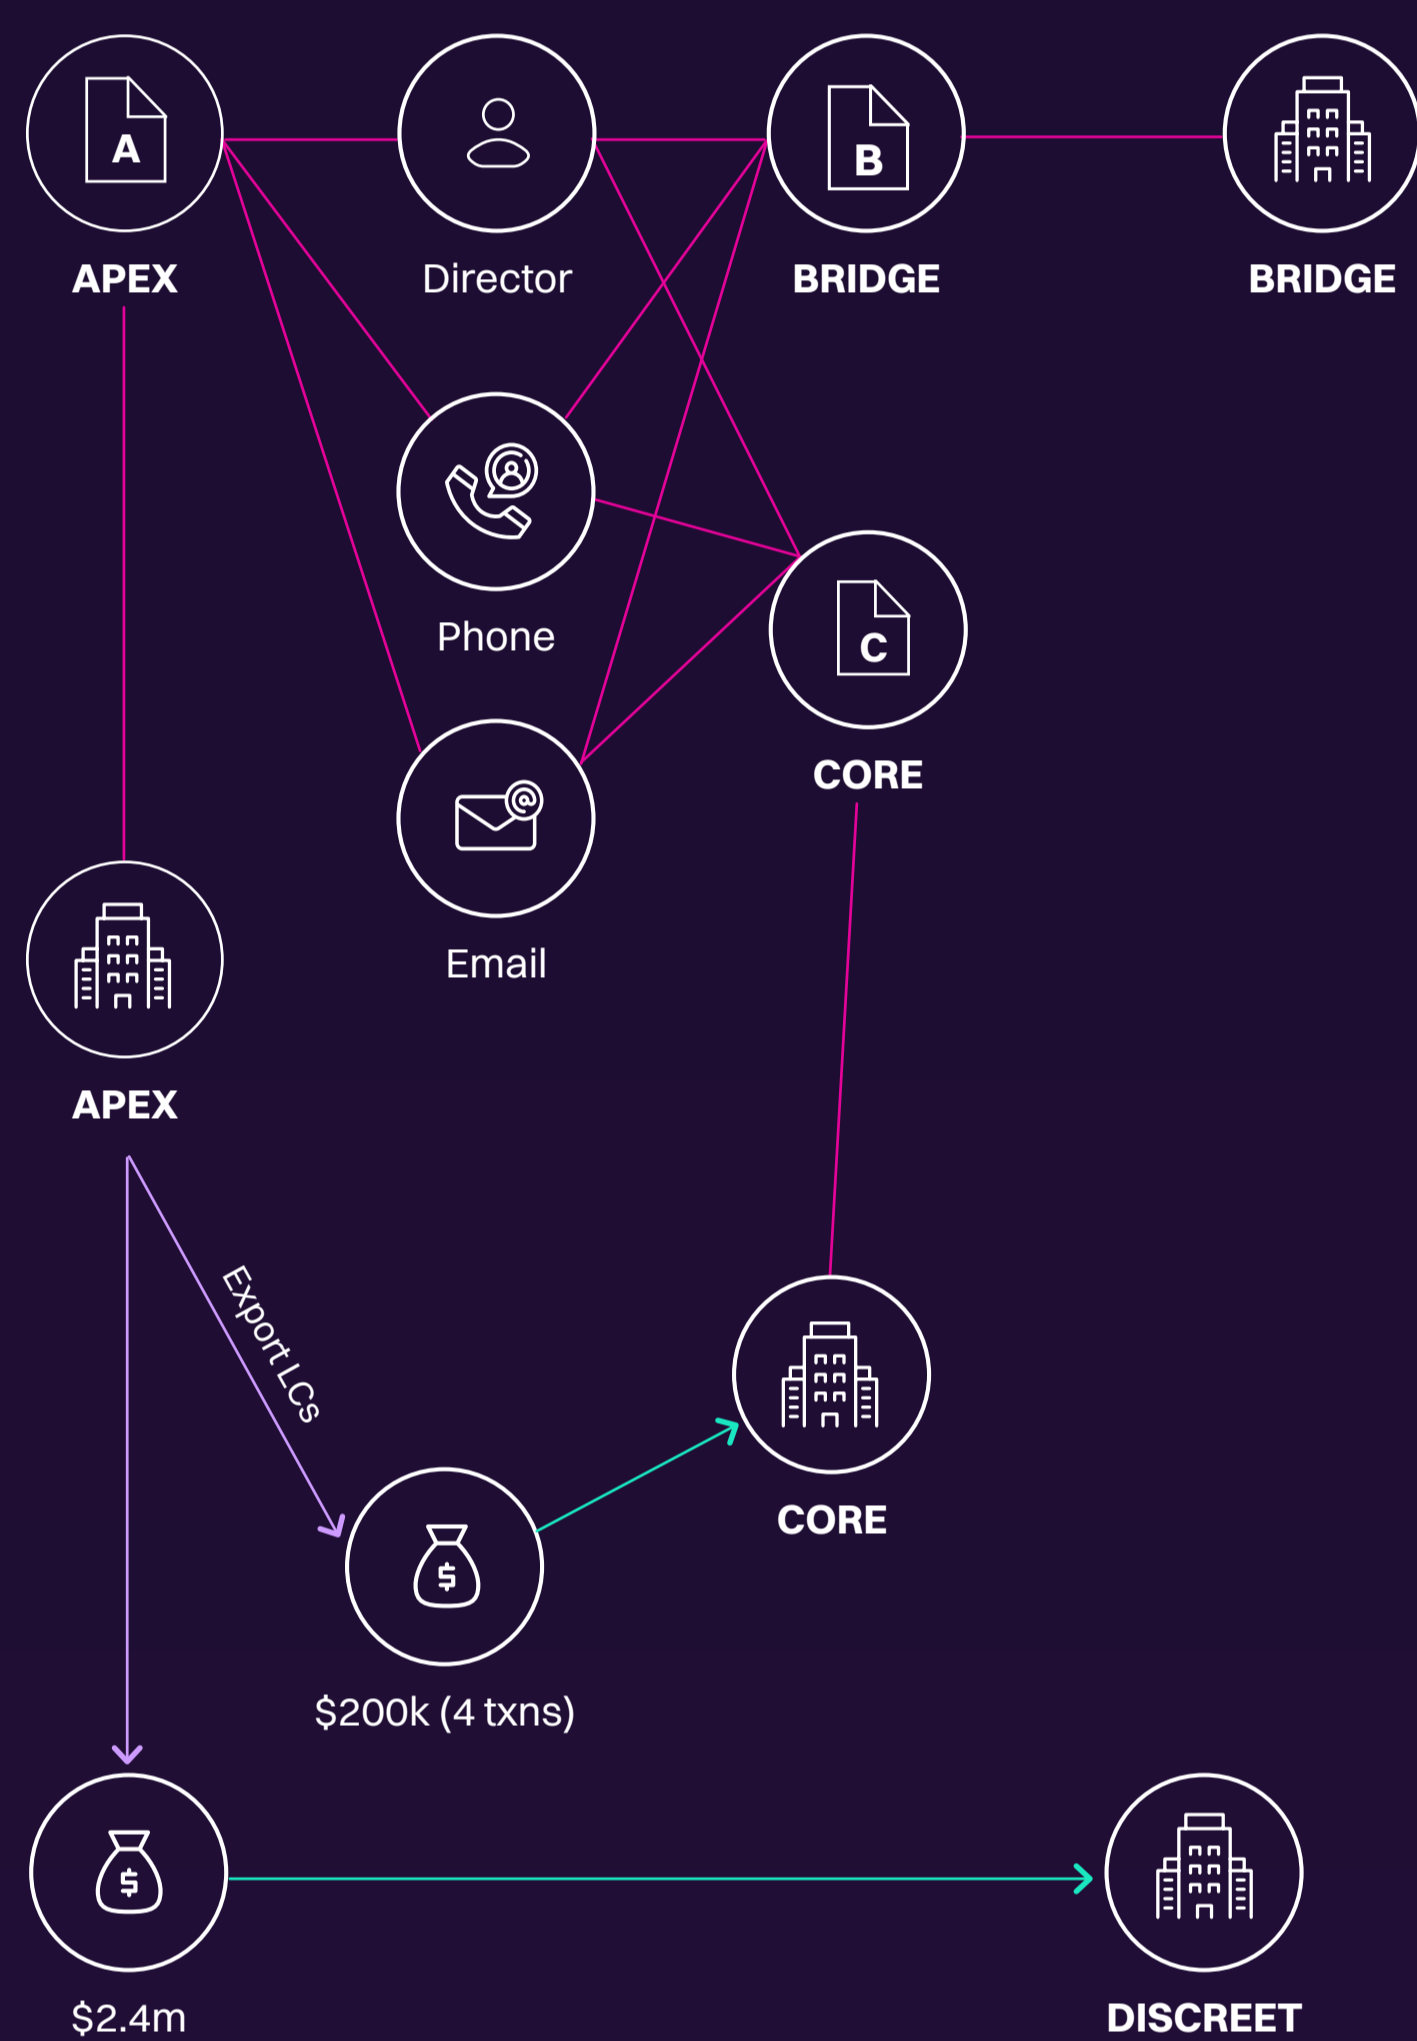 A
B
APEX
Director
BRIDGE
BRIDGE
Phone
C
CORE
@
Email
APEX
Export LCs
CORE
$
$200k (4 txns)
$
$2.4m
DISCREET